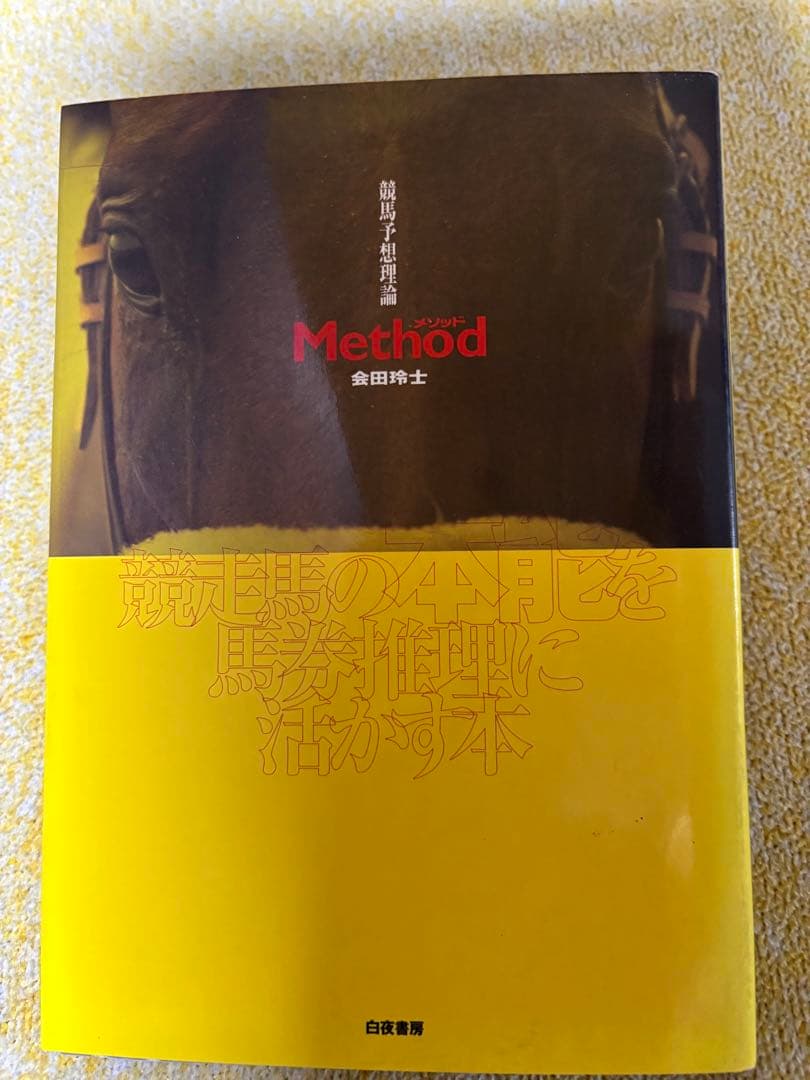 競馬予想理論
メソッド
Method
会田玲士
競走馬の本能を
馬券推理に
活かす本
白夜書房